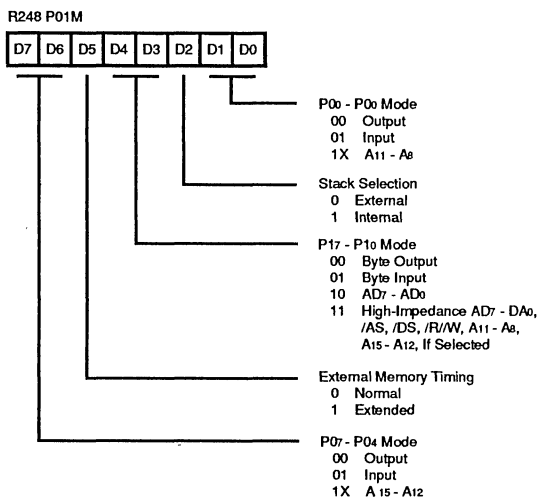 R248 P01M
D7 D6 D5 D4 D3 D2 D1 D0
P00 - P00 Mode
00 Output
01 Input
1X A11 - A8
Stack Selection
0 External
1 Internal
P17 - P10 Mode
00 Byte Output
01 Byte Input
10 AD7 - AD0
11 High-Impedance AD7 - DA0,
/AS, /DS, /R//W, A11 - A8,
A15 - A12, If Selected
External Memory Timing
0 Normal
1 Extended
P07 - P04 Mode
00 Output
01 Input
1X A 15 - A12